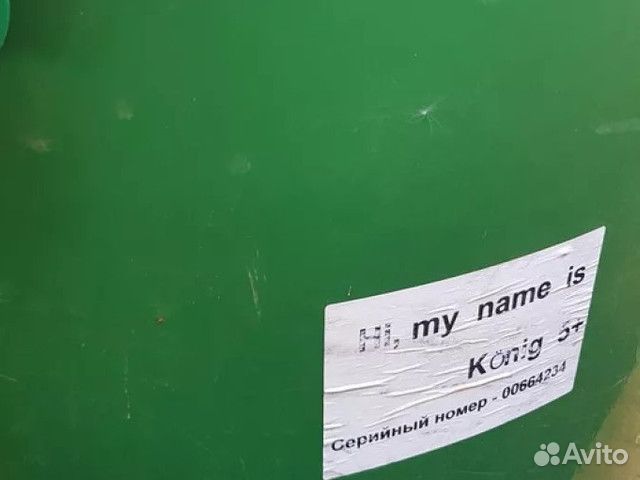 Hi, my name is
König 5+
Серийный номер - 00664234
Avito